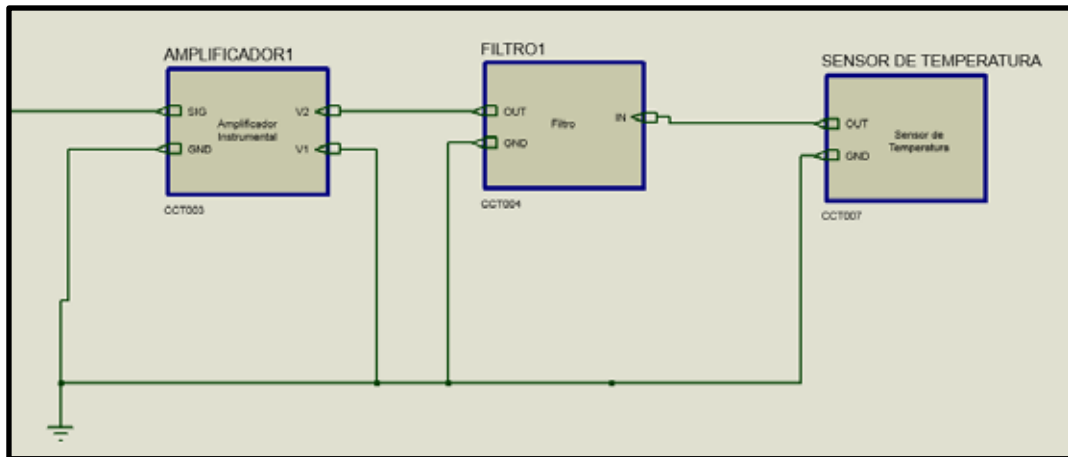 AMPLIFICADOR1
SIG
GND
V2
V1
Amplificador
Instrumental
CCT003
FILTRO1
OUT
GND
IN
Filtro
CCT004
SENSOR DE TEMPERATURA
OUT
GND
Sensor de
Temperatura
CCT007